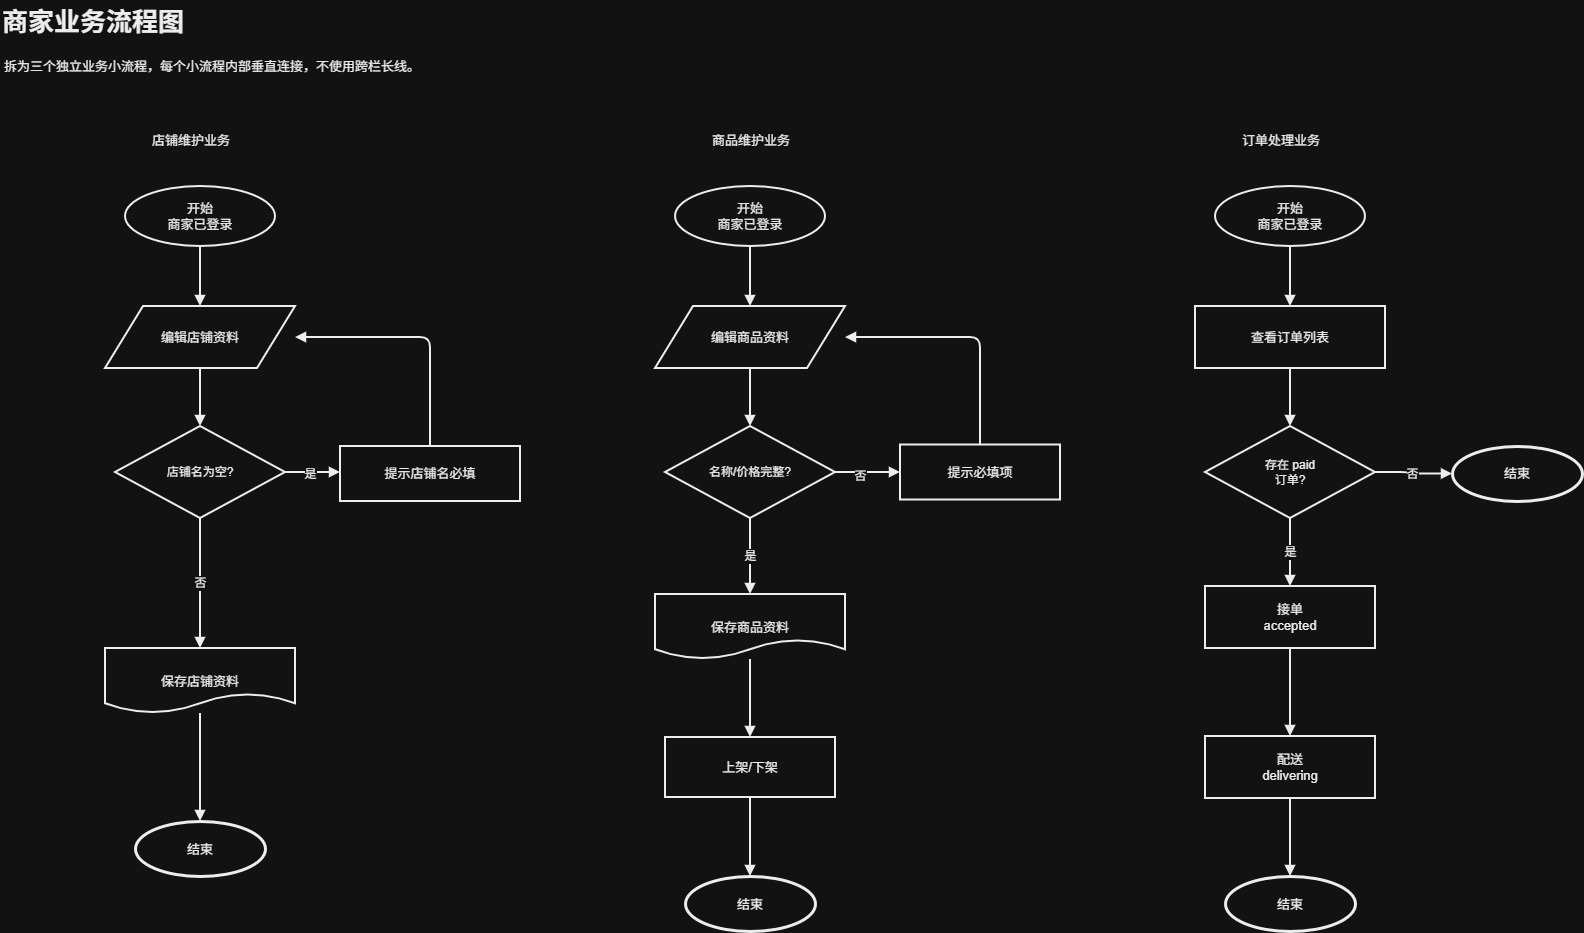 商家业务流程图
拆为三个独立业务小流程，每个小流程内部垂直连接，不使用跨栏长线。
店铺维护业务
开始
商家已登录
编辑店铺资料
店铺名为空?
是
提示店铺名必填
否
保存店铺资料
结束
商品维护业务
开始
商家已登录
编辑商品资料
名称/价格完整?
否
提示必填项
是
保存商品资料
上架/下架
结束
订单处理业务
开始
商家已登录
查看订单列表
存在 paid
订单?
否
结束
是
接单
accepted
配送
delivering
结束